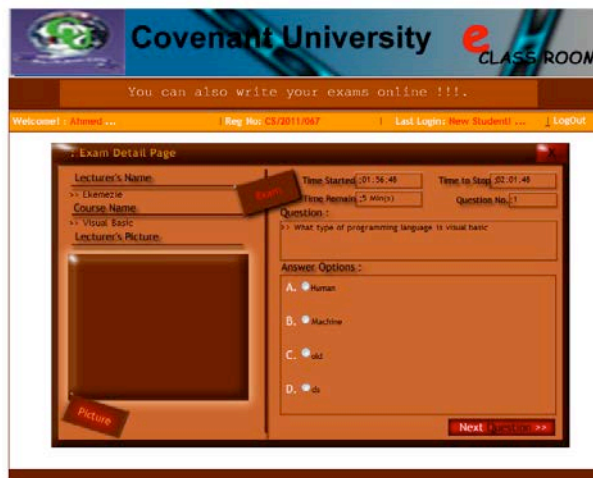 Covenant University
e CLASS ROOM
You can also write your exams online !!!.
Welcome! : Ahmed ... | Reg No: CS/2011/067 | Last Login: New Student! ... | LogOut
: Exam Detail Page X
Lecturer's Name
>> Ekemezie
Course Name
>> Visual Basic
Lecturer's Picture
Picture
Exam
Time Started :01:56:48 Time to Stop :02:01:48
Time Remain :5 Min(s) Question No. :1
Question :
>> What type of programming language is visual basic
Answer Options :
A. Human
B. Machine
C. old
D. ds
Next Question >>